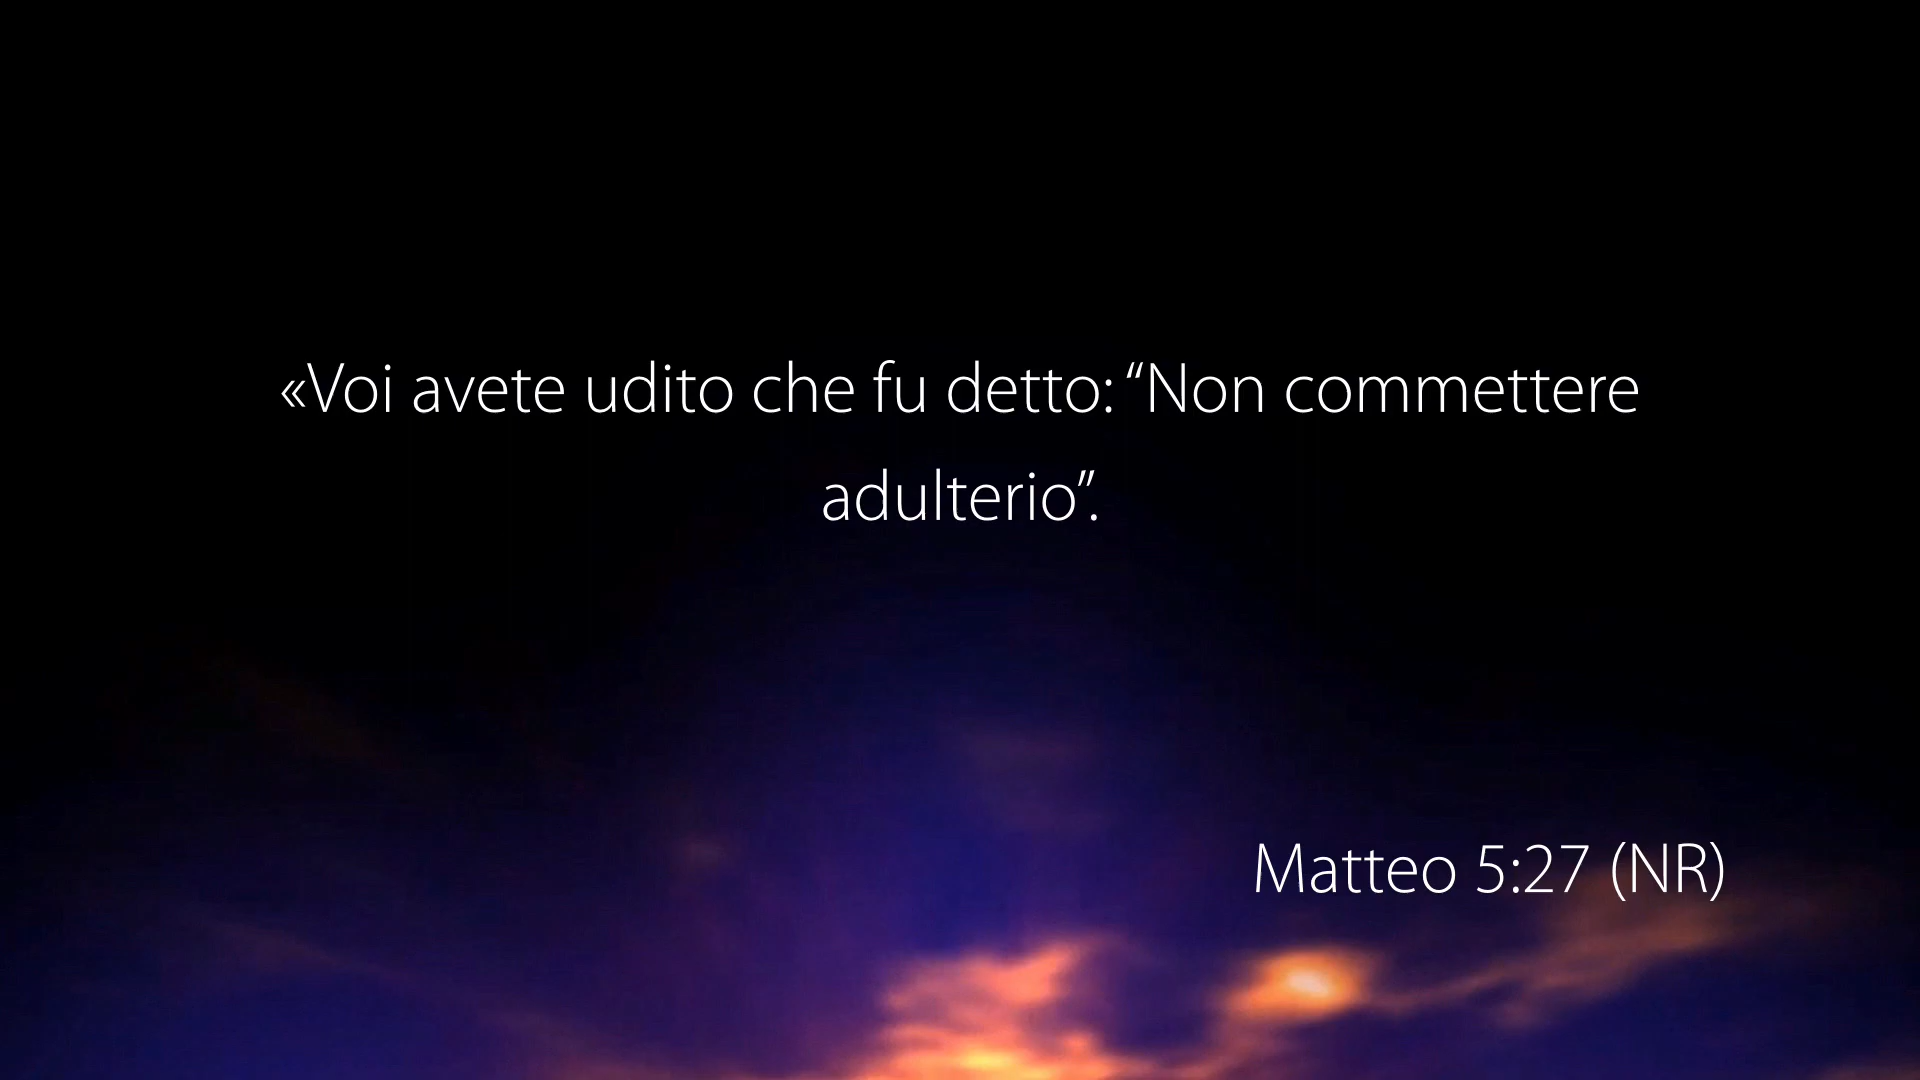 «Voi avete udito che fu detto: “Non commettere
adulterio”.
Matteo 5:27 (NR)